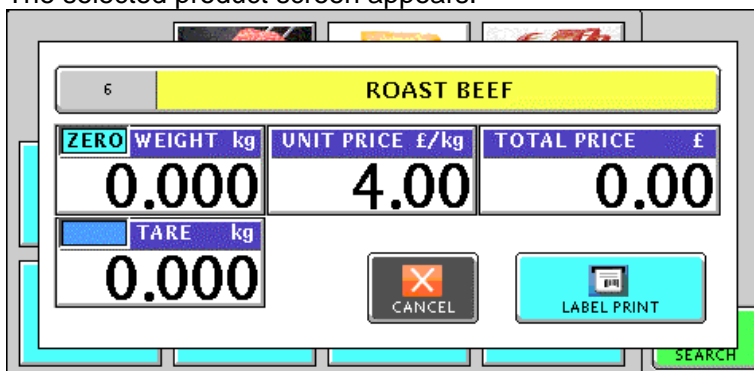 The selected product screen appears.
6 ROAST BEEF
ZERO WEIGHT kg UNIT PRICE £/kg TOTAL PRICE £
0.000 4.00 0.00
TARE kg
0.000
CANCEL LABEL PRINT
SEARCH